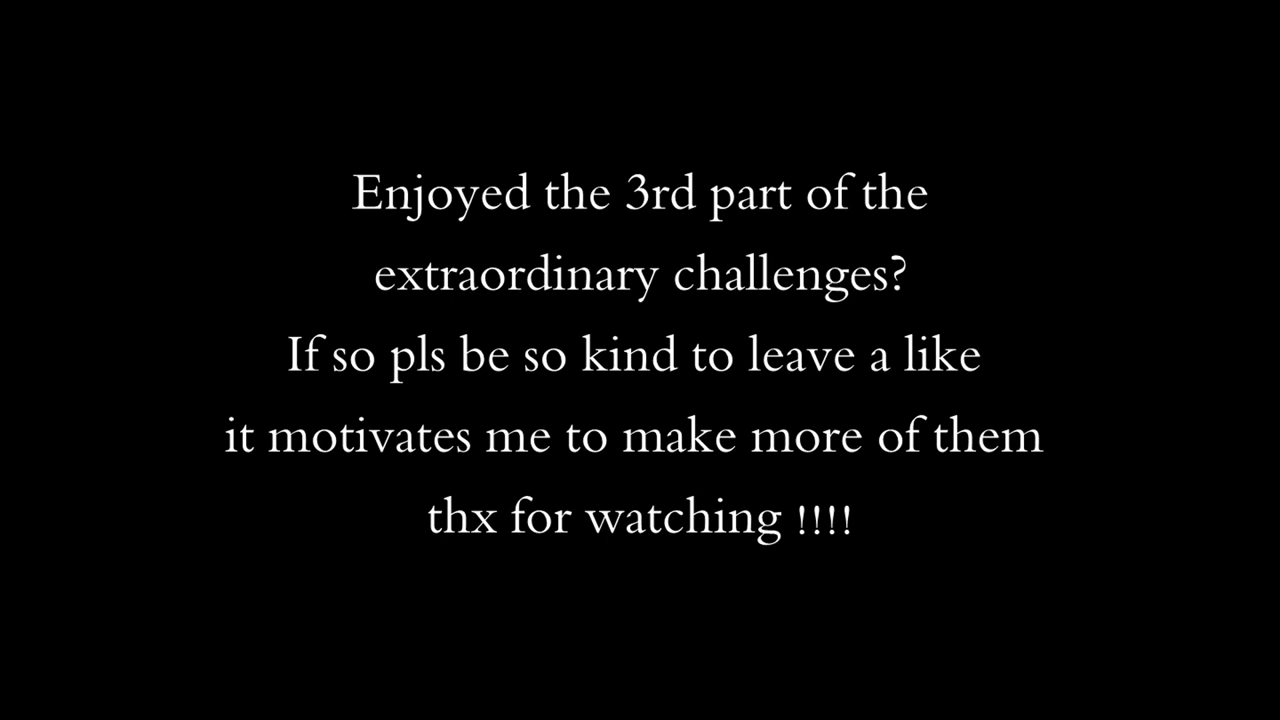 Enjoyed the 3rd part of the
extraordinary challenges?
If so pls be so kind to leave a like
it motivates me to make more of them
thx for watching !!!!